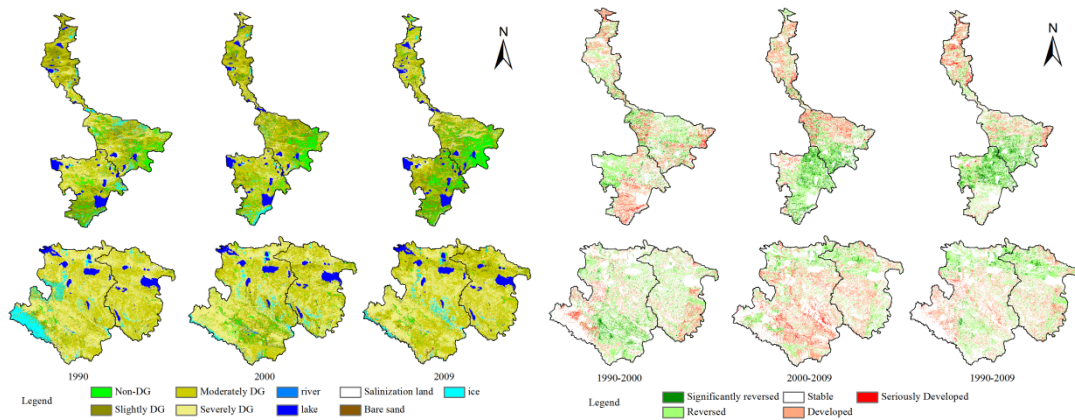 N
N
1990
2000
2009
Legend
Non-DG
Moderately DG
river
Salinization land
ice
Slightly DG
Severely DG
lake
Bare sand
1990-2000
2000-2009
1990-2009
Legend
Significantly reversed
Stable
Seriously Developed
Reversed
Developed